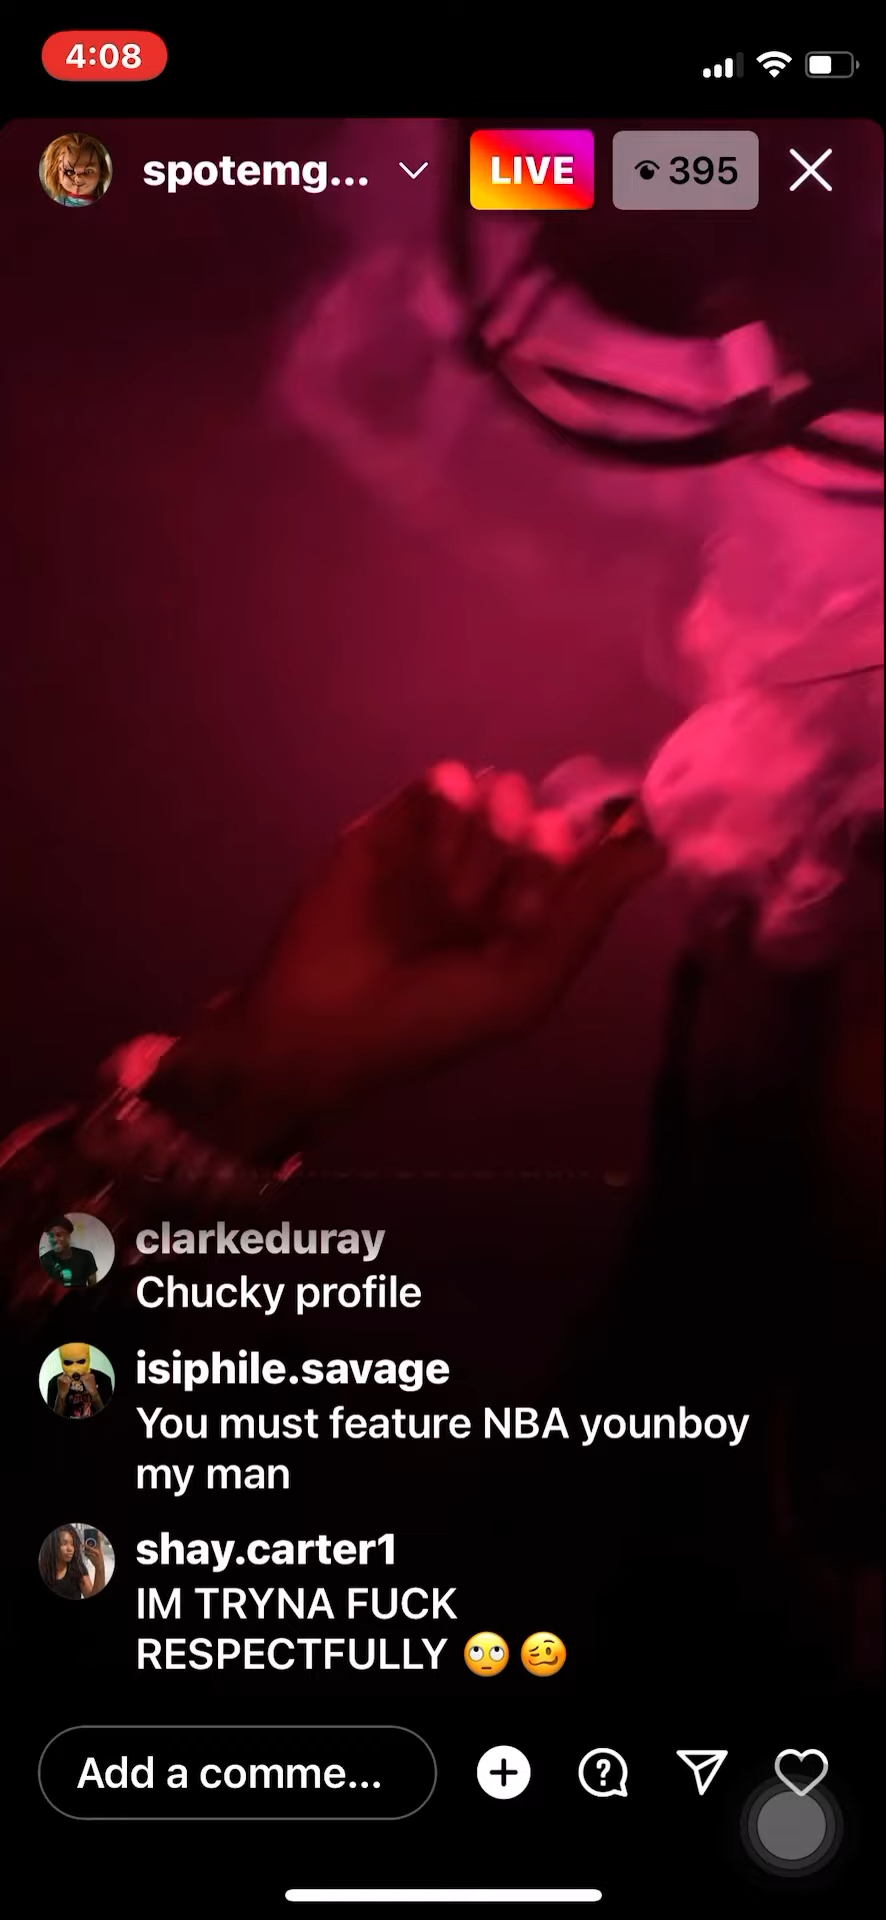 4:08
spotemg...
LIVE
395
clarkeduray
Chucky profile
isiphile.savage
You must feature NBA younboy
my man
shay.carter1
IM TRYNA FUCK
RESPECTFULLY 🙄 🥴
Add a comme...